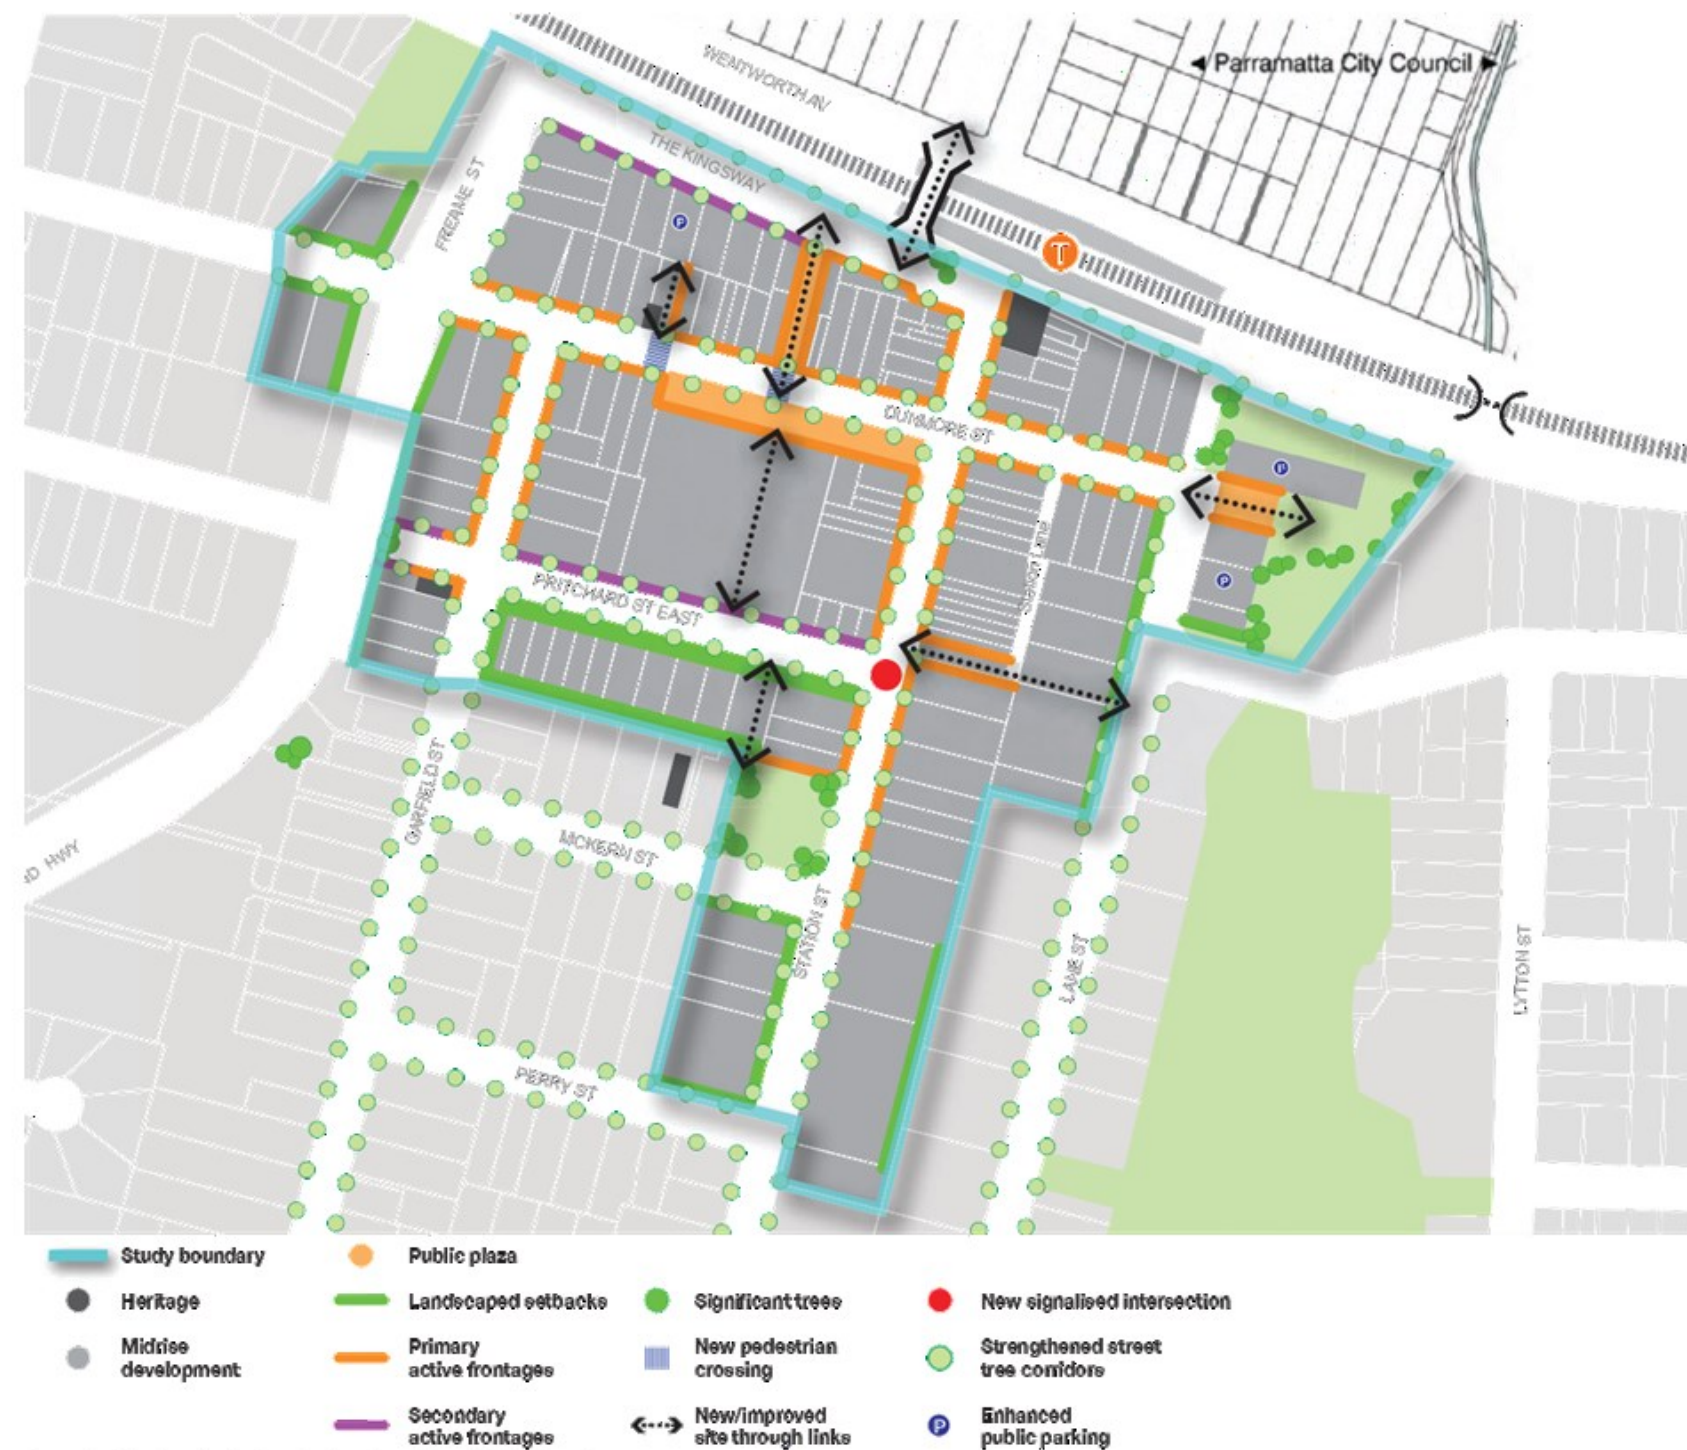 WENTWORTH AV
◄ Parramatta City Council ►
THE KINGSWAY
FREAME ST
P
T
DUNMORE ST
P
STATION LANE
P
PRITCHARD ST EAST
GARFIELD ST
MCKERN ST
ND HWY
STATION ST
LANE ST
LYTTON ST
PERRY ST
Study boundary
Public plaza
Heritage
Landscaped setbacks
Significant trees
New signalised intersection
Midrise
development
Primary
active frontages
New pedestrian
crossing
Strengthened street
tree corridors
Secondary
active frontages
New/improved
site through links
P
Enhanced
public parking